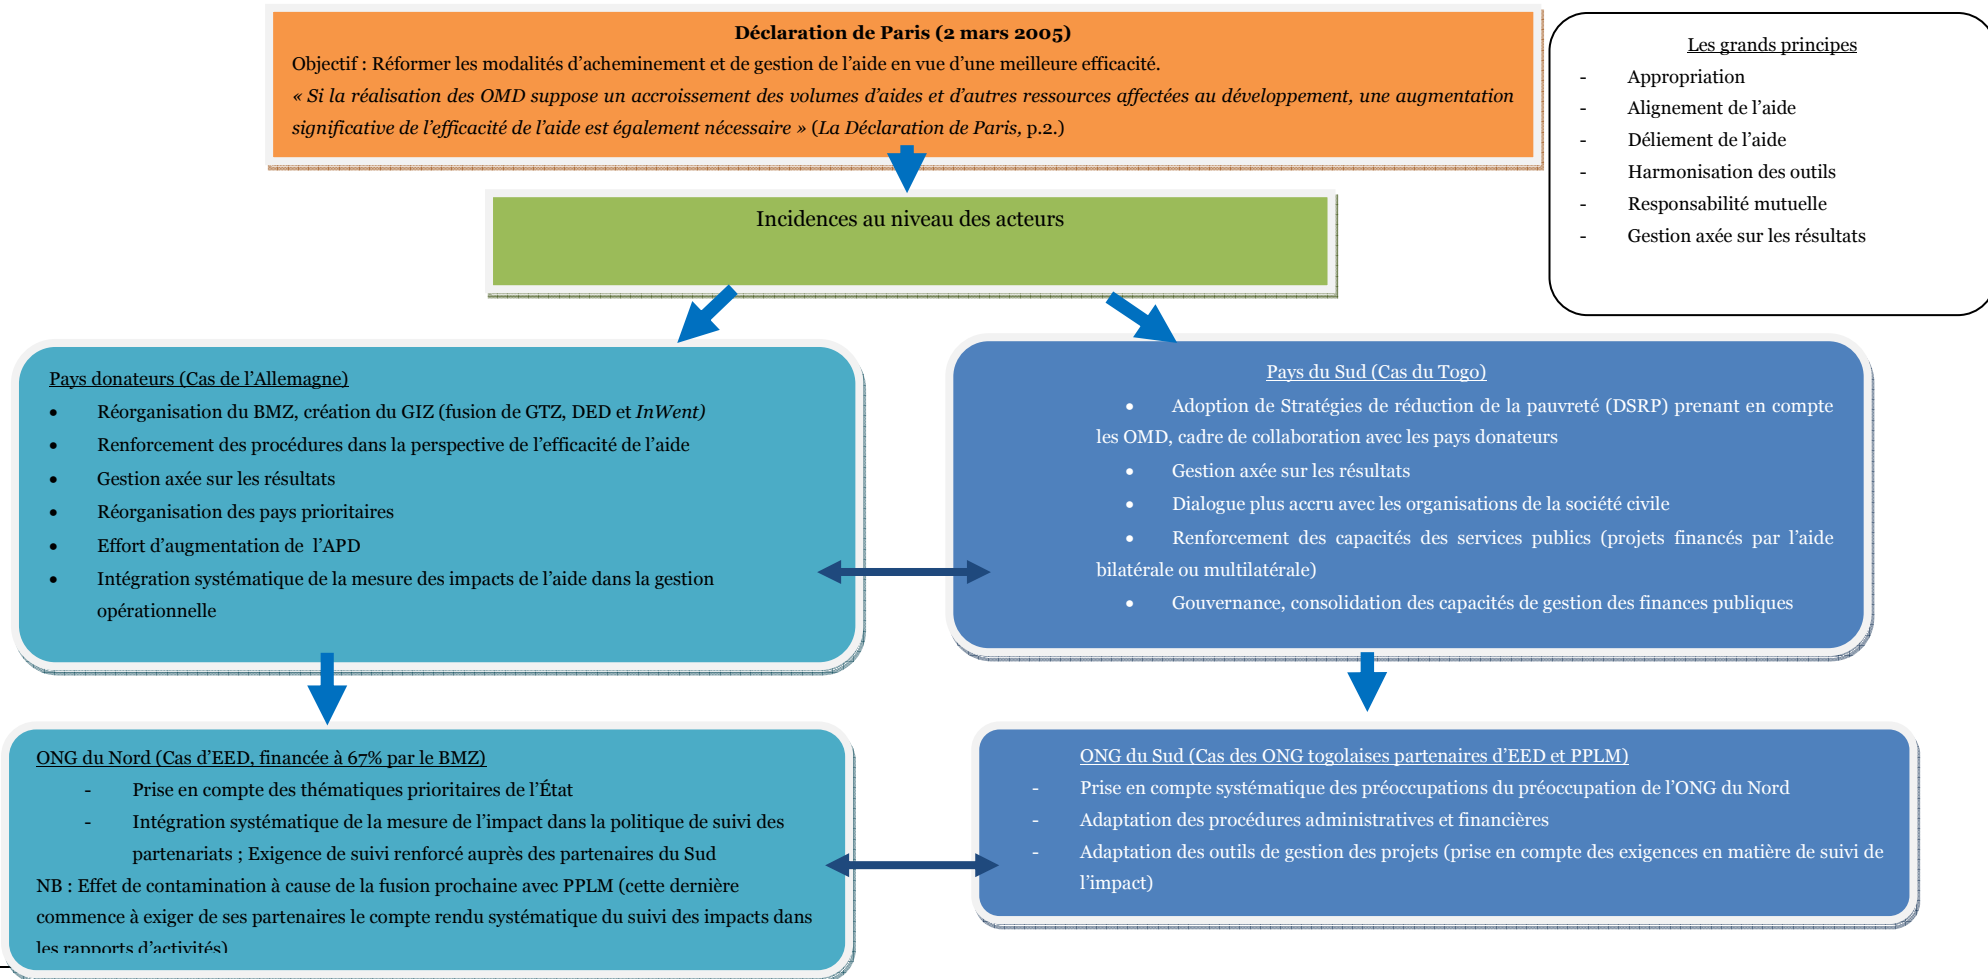 Déclaration de Paris (2 mars 2005)
Objectif : Réformer les modalités d’acheminement et de gestion de l’aide en vue d’une meilleure efficacité.
« Si la réalisation des OMD suppose un accroissement des volumes d’aides et d’autres ressources affectées au développement, une augmentation
significative de l’efficacité de l’aide est également nécessaire » (La Déclaration de Paris, p.2.)
Les grands principes
- Appropriation
- Alignement de l’aide
- Déliement de l’aide
- Harmonisation des outils
- Responsabilité mutuelle
- Gestion axée sur les résultats
Incidences au niveau des acteurs
Pays donateurs (Cas de l’Allemagne)
• Réorganisation du BMZ, création du GIZ (fusion de GTZ, DED et InWent)
• Renforcement des procédures dans la perspective de l’efficacité de l’aide
• Gestion axée sur les résultats
• Réorganisation des pays prioritaires
• Effort d’augmentation de l’APD
• Intégration systématique de la mesure des impacts de l’aide dans la gestion
opérationnelle
Pays du Sud (Cas du Togo)
• Adoption de Stratégies de réduction de la pauvreté (DSRP) prenant en compte
les OMD, cadre de collaboration avec les pays donateurs
• Gestion axée sur les résultats
• Dialogue plus accru avec les organisations de la société civile
• Renforcement des capacités des services publics (projets financés par l’aide
bilatérale ou multilatérale)
• Gouvernance, consolidation des capacités de gestion des finances publiques
ONG du Nord (Cas d’EED, financée à 67% par le BMZ)
- Prise en compte des thématiques prioritaires de l’État
- Intégration systématique de la mesure de l’impact dans la politique de suivi des
partenariats ; Exigence de suivi renforcé auprès des partenaires du Sud
NB : Effet de contamination à cause de la fusion prochaine avec PPLM (cette dernière
commence à exiger de ses partenaires le compte rendu systématique du suivi des impacts dans
les rapports d’activités)
ONG du Sud (Cas des ONG togolaises partenaires d’EED et PPLM)
- Prise en compte systématique des préoccupations du préoccupation de l’ONG du Nord
- Adaptation des procédures administratives et financières
- Adaptation des outils de gestion des projets (prise en compte des exigences en matière de suivi de
l’impact)